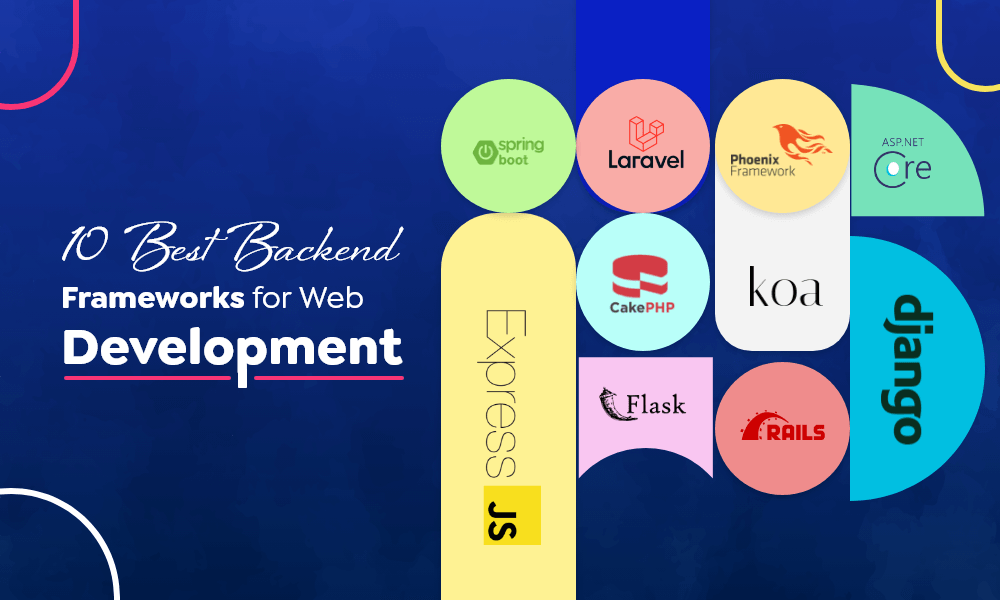 10 Best Backend
Frameworks for Web
Development
spring
boot
Laravel
Phoenix
Framework
ASP.NET
Core
Express
JS
CakePHP
koa
django
Flask
RAILS